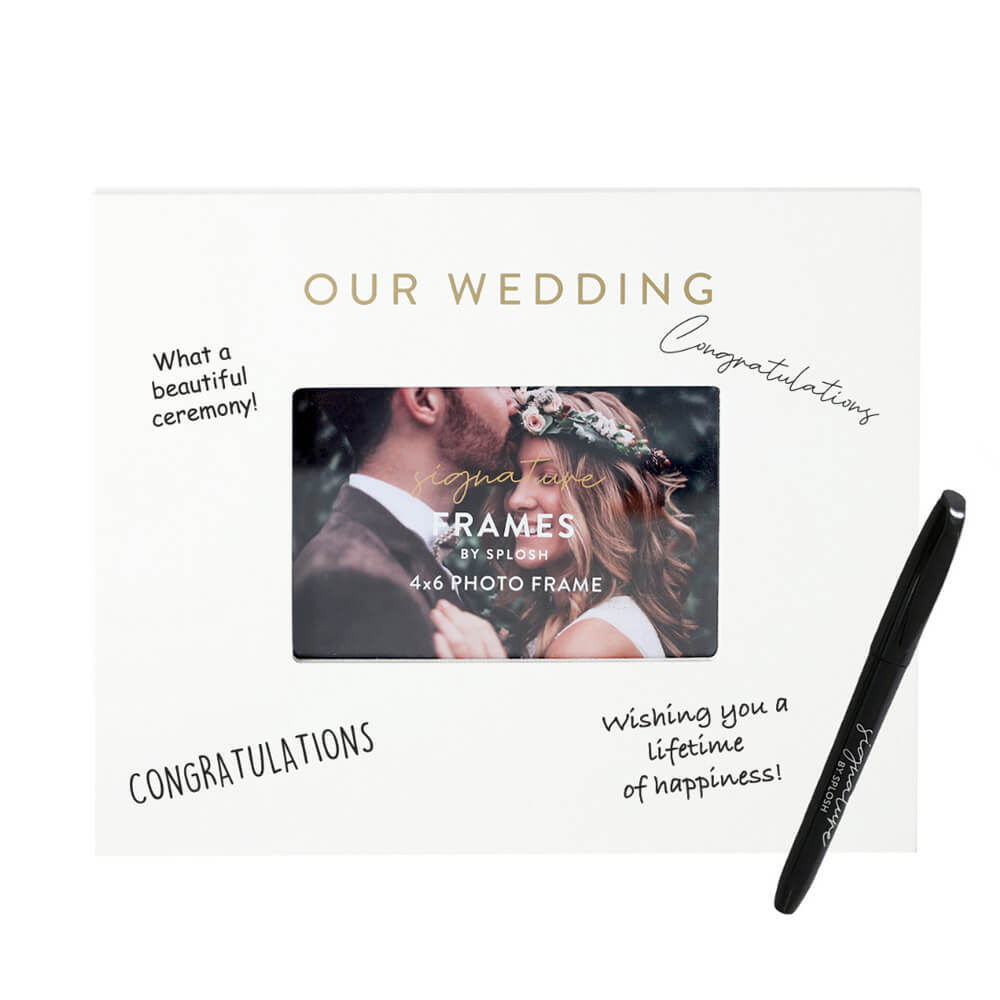 OUR WEDDING
What a
beautiful
ceremony!
Congratulations
signature
FRAMES
BY SPLOSH
4x6 PHOTO FRAME
CONGRATULATIONS
Wishing you a
lifetime
of happiness!
signature
BY SPLOSH